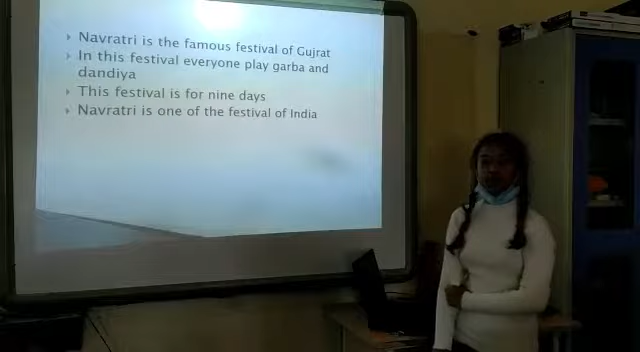 Navratri is the famous festival of Gujrat
In this festival everyone play garba and
dandiya
This festival is for nine days
Navratri is one of the festival of India